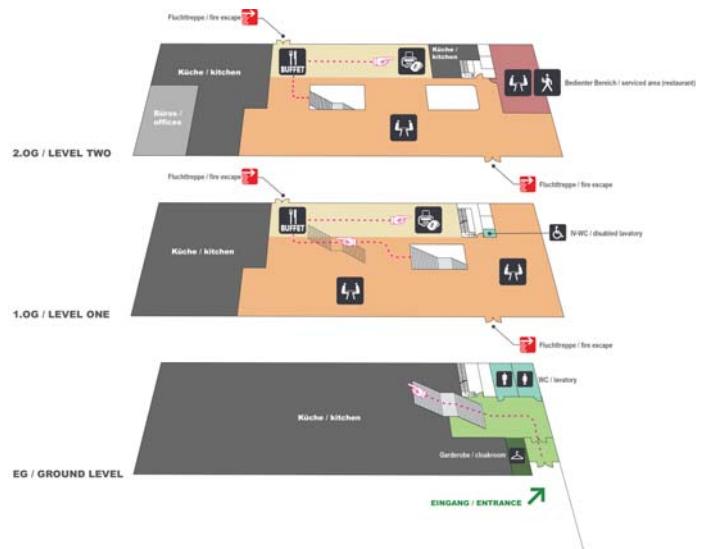 Fluchttreppe / fire escape
Küche / kitchen
BUFFET
Küche /
kitchen
Bedienter Bereich / serviced area (restaurant)
Büros /
offices
2.OG / LEVEL TWO
Fluchttreppe / fire escape
Fluchttreppe / fire escape
BUFFET
Küche / kitchen
IV-WC / disabled lavatory
1.OG / LEVEL ONE
Fluchttreppe / fire escape
WC / lavatory
Küche / kitchen
Garderobe / cloakroom
EG / GROUND LEVEL
EINGANG / ENTRANCE